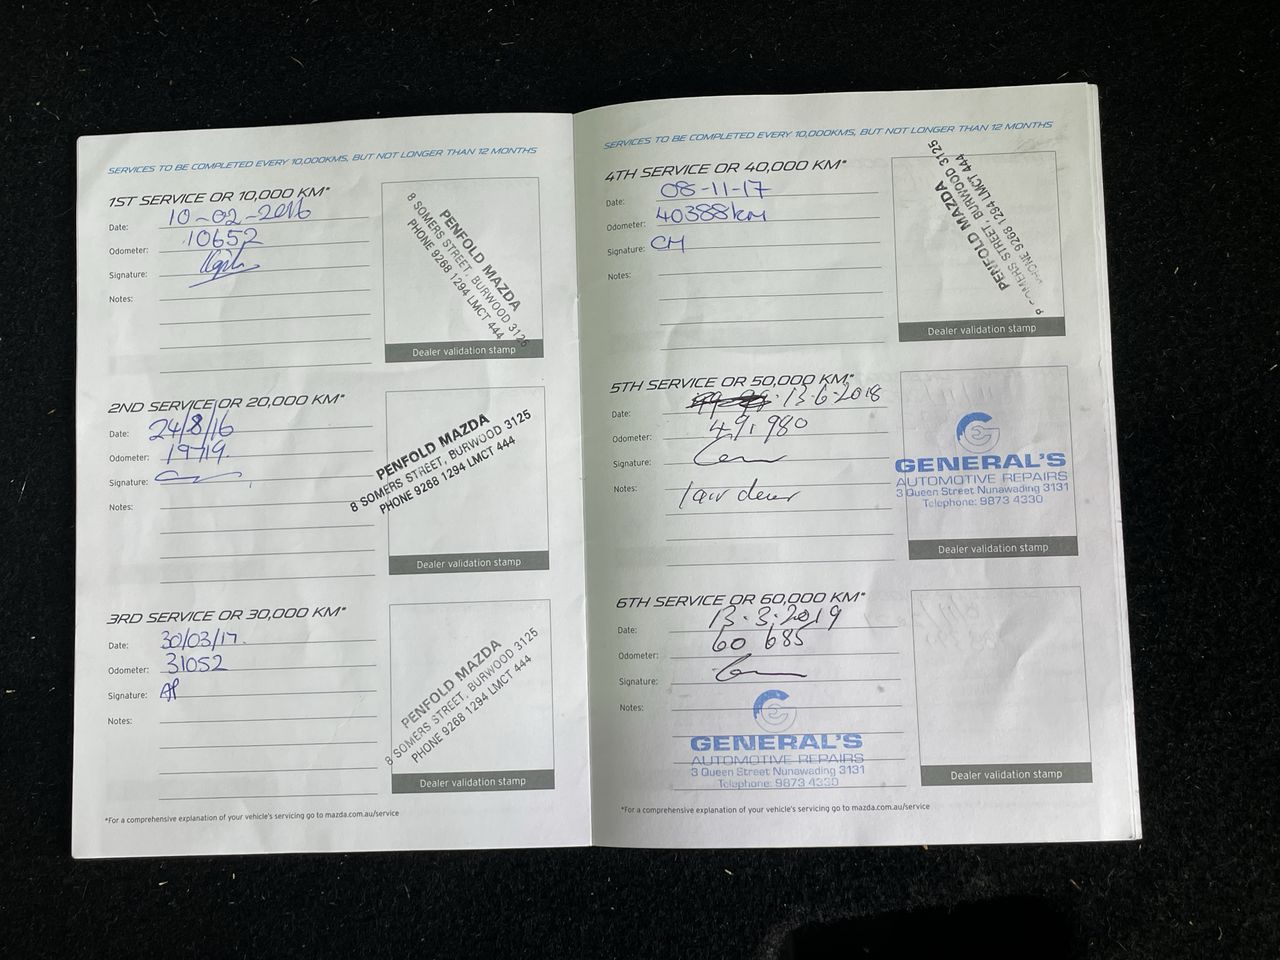 SERVICES TO BE COMPLETED EVERY 10,000KMS, BUT NOT LONGER THAN 12 MONTHS
1ST SERVICE OR 10,000 KM*
Date: 10-02-2016
Odometer: 10652
Signature:
Notes:
PENFOLD MAZDA
8 SOMERS STREET, BURWOOD 3125
PHONE 9268 1294 LMCT 444
Dealer validation stamp
2ND SERVICE OR 20,000 KM*
Date: 24/8/16
Odometer: 19719.
Signature:
Notes:
PENFOLD MAZDA
8 SOMERS STREET, BURWOOD 3125
PHONE 9268 1294 LMCT 444
Dealer validation stamp
3RD SERVICE OR 30,000 KM*
Date: 30/03/17.
Odometer: 31052
Signature:
Notes:
PENFOLD MAZDA
8 SOMERS STREET, BURWOOD 3125
PHONE 9268 1294 LMCT 444
Dealer validation stamp
*For a comprehensive explanation of your vehicle's servicing go to mazda.com.au/service
SERVICES TO BE COMPLETED EVERY 10,000KMS, BUT NOT LONGER THAN 12 MONTHS
4TH SERVICE OR 40,000 KM*
Date: 08-11-17
Odometer: 40388km
Signature: CM
Notes:
PENFOLD MAZDA
SOMERS STREET, BURWOOD 3125
PHONE 9268 1294 LMCT 444
Dealer validation stamp
5TH SERVICE OR 50,000 KM*
Date: 13-6-2018
Odometer: 49,980
Signature:
Notes:
GENERAL'S
AUTOMOTIVE REPAIRS
3 Queen Street Nunawading 3131
Telephone: 9873 4330
Dealer validation stamp
6TH SERVICE OR 60,000 KM*
Date: 13.3.2019
Odometer: 60 685
Signature:
Notes:
GENERAL'S
AUTOMOTIVE REPAIRS
3 Queen Street Nunawading 3131
Telephone: 9873 4330
Dealer validation stamp
*For a comprehensive explanation of your vehicle's servicing go to mazda.com.au/service